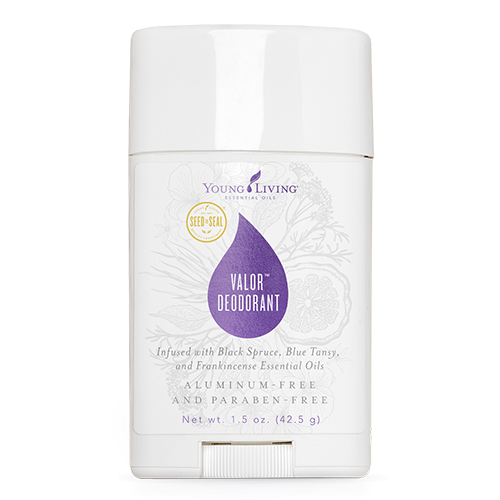 YOUNG LIVING
ESSENTIAL OILS
SEED TO SEAL
VALOR™
DEODORANT
Infused with Black Spruce, Blue Tansy,
and Frankincense Essential Oils
ALUMINUM-FREE
AND PARABEN-FREE
Net wt. 1.5 oz. (42.5 g)